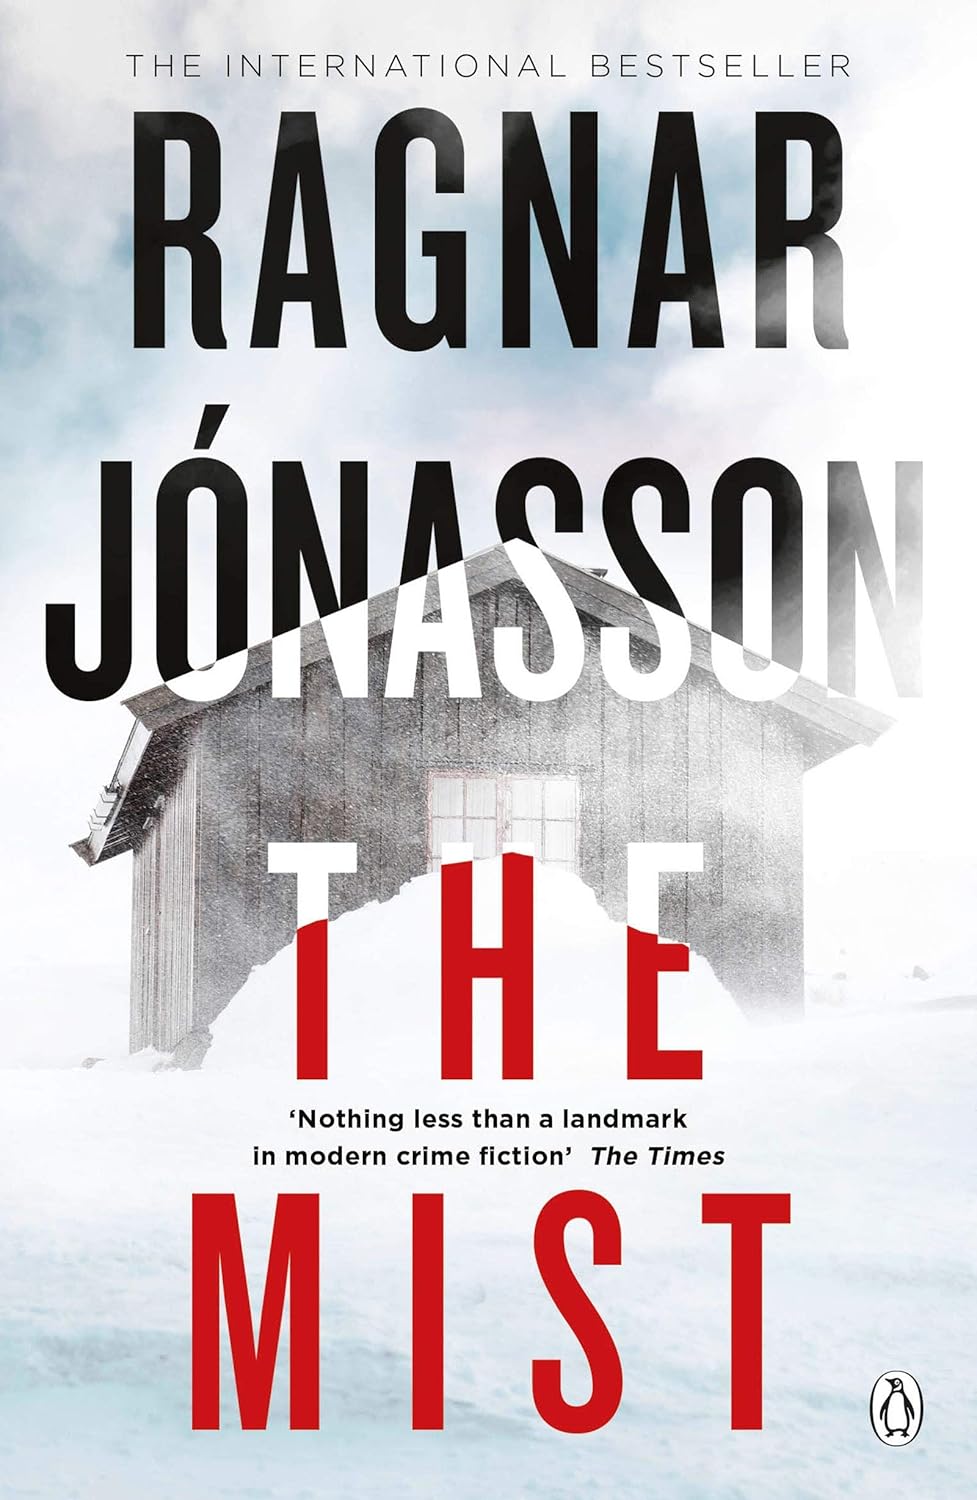 THE INTERNATIONAL BESTSELLER
RAGNAR
JÓNASSON
THE
‘Nothing less than a landmark
in modern crime fiction’ The Times
MIST